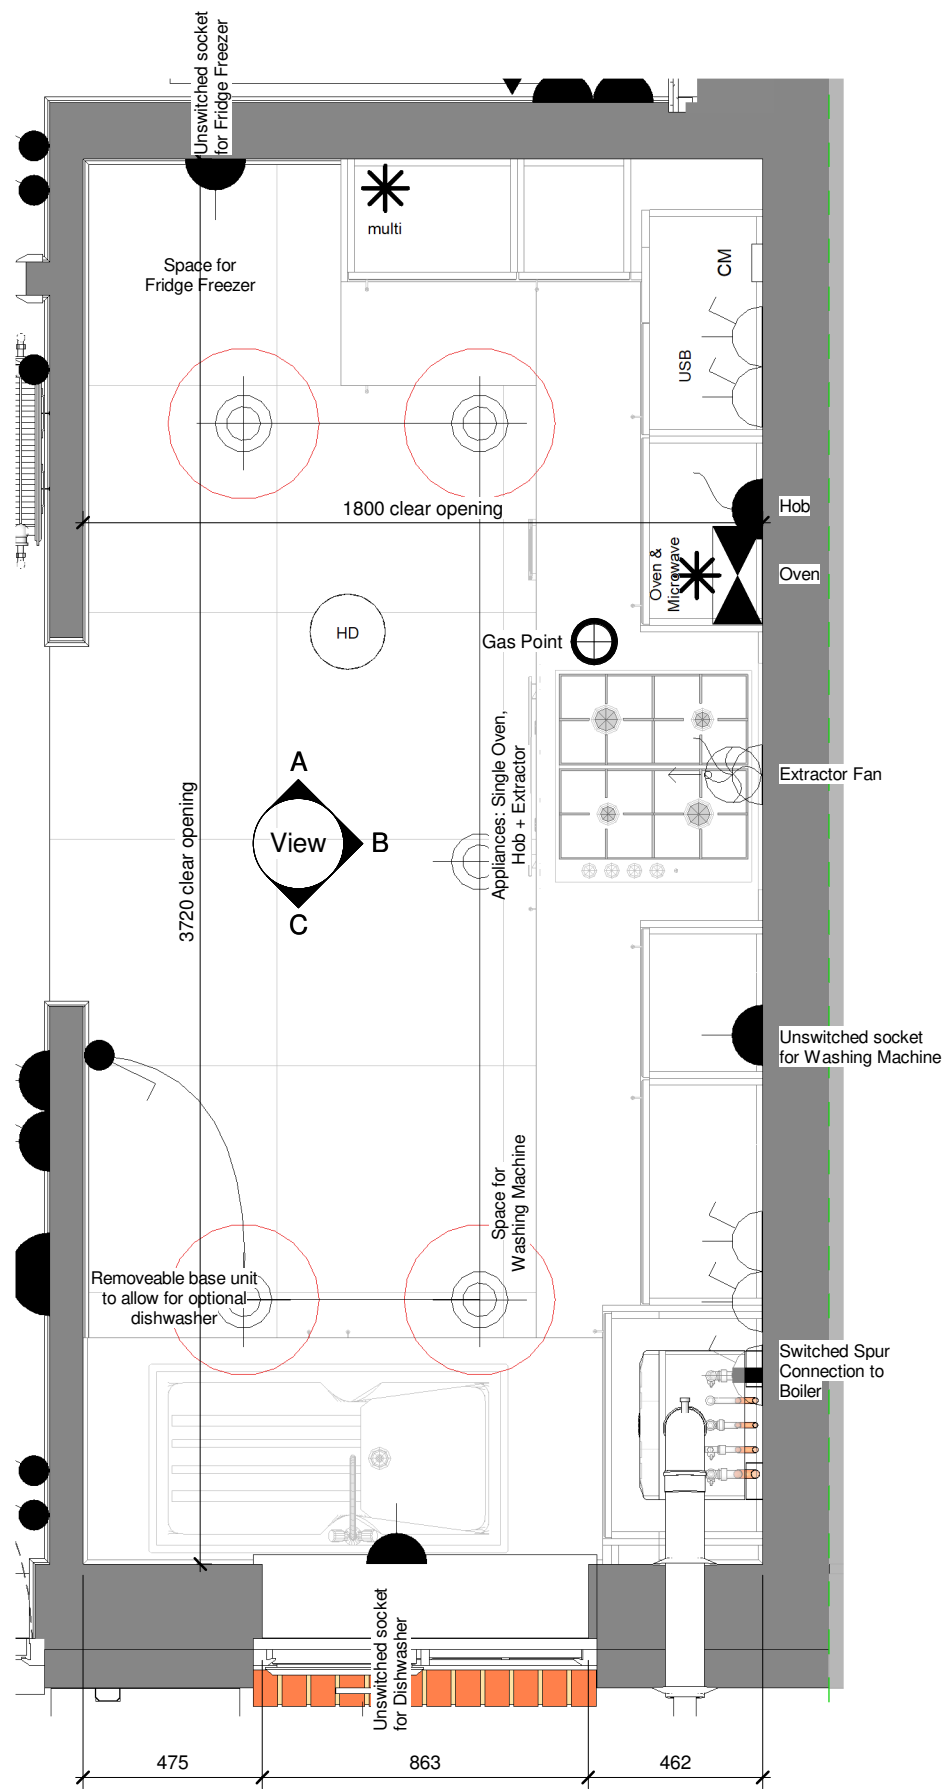 Unswitched socket
for Fridge Freezer
multi
Space for
Fridge Freezer
CM
USB
1800 clear opening
Hob
Oven &
Microwave
Oven
HD
Gas Point
Appliances: Single Oven,
Hob + Extractor
Extractor Fan
A
View
B
C
3720 clear opening
Unswitched socket
for Washing Machine
Space for
Washing Machine
Removeable base unit
to allow for optional
dishwasher
Switched Spur
Connection to
Boiler
Unswitched socket
for Dishwasher
475
863
462